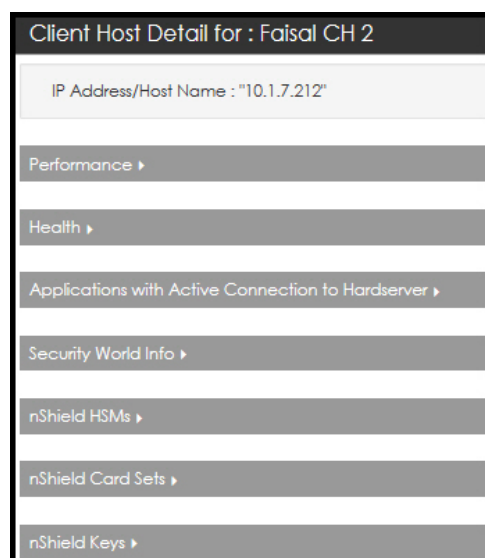 Client Host Detail for : Faisal CH 2
IP Address/Host Name : "10.1.7.212"
Performance
Health
Applications with Active Connection to Hardserver
Security World Info
nShield HSMs
nShield Card Sets
nShield Keys